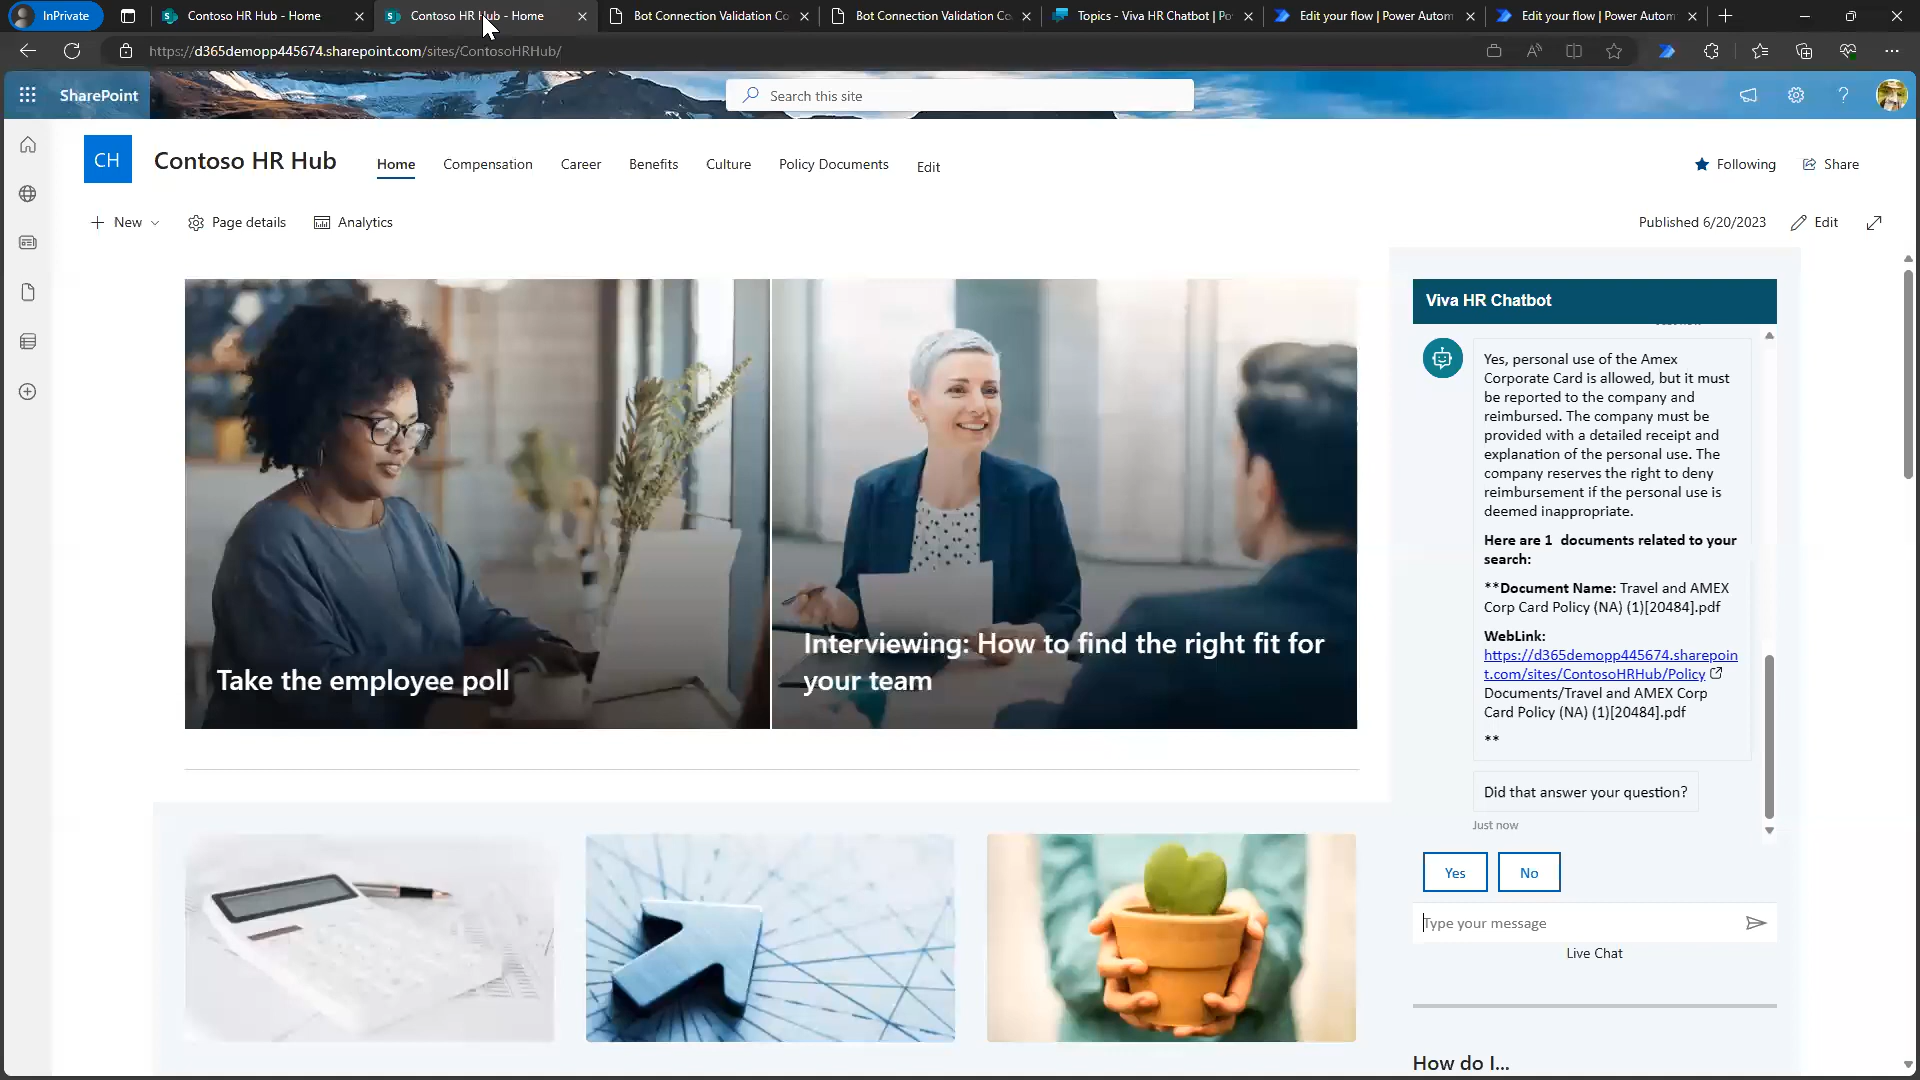 InPrivate
Contoso HR Hub - Home
Contoso HR Hub - Home
Bot Connection Validation Co
Bot Connection Validation Co
Topics - Viva HR Chatbot | Po
Edit your flow | Power Autom
Edit your flow | Power Autom
https://d365demopp445674.sharepoint.com/sites/ContosoHRHub/
SharePoint
Search this site
CH
Contoso HR Hub
Home
Compensation
Career
Benefits
Culture
Policy Documents
Edit
Following
Share
New
Page details
Analytics
Published 6/20/2023
Edit
Take the employee poll
Interviewing: How to find the right fit for
your team
Viva HR Chatbot
Yes, personal use of the Amex
Corporate Card is allowed, but it must
be reported to the company and
reimbursed. The company must be
provided with a detailed receipt and
explanation of the personal use. The
company reserves the right to deny
reimbursement if the personal use is
deemed inappropriate.
Here are 1 documents related to your
search:
**Document Name: Travel and AMEX
Corp Card Policy (NA) (1)[20484].pdf
WebLink:
https://d365demopp445674.sharepoin
t.com/sites/ContosoHRHub/Policy
Documents/Travel and AMEX Corp
Card Policy (NA) (1)[20484].pdf
**
Did that answer your question?
Just now
Yes
No
Type your message
Live Chat
How do I...